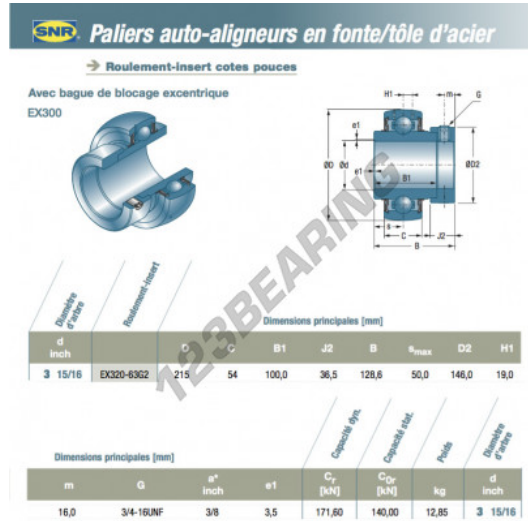 SNR Paliers auto-aligneurs en fonte/tôle d'acier
Roulement-insert cotes pouces
Avec bague de blocage excentrique
EX300
H1 m G
e1
ØD Ød ØD2
e1
B1
s
C J2
B
123BEARING
Diamètre d'arbre Roulement-insert
Dimensions principales [mm]
d inch D C B1 J2 B smax D2 H1
3 15/16 EX320-63G2 215 54 100,0 36,5 128,6 50,0 146,0 19,0
Capacité dyn. Capacité stat. Poids Diamètre d'arbre
Dimensions principales [mm]
m G a* inch e1 Cr [kN] C0r [kN] kg d inch
16,0 3/4-16UNF 3/8 3,5 171,60 140,00 12,85 3 15/16